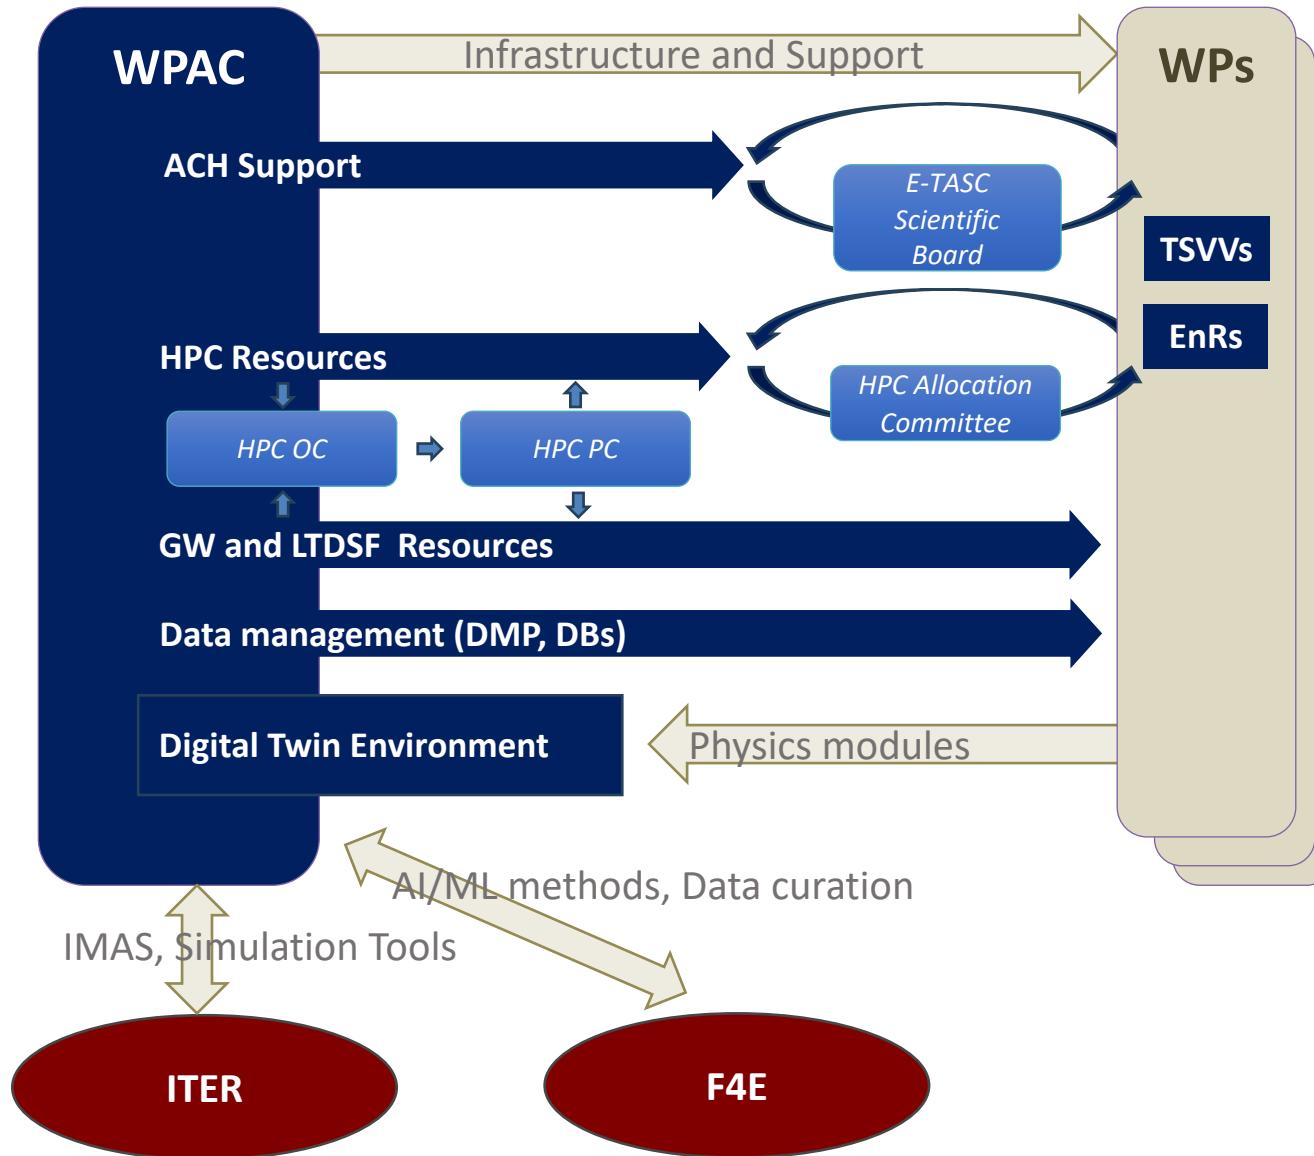 WPAC
Infrastructure and Support
WPs
ACH Support
E-TASC
Scientific
Board
TSVVs
HPC Resources
EnRs
HPC Allocation
Committee
HPC OC
HPC PC
GW and LTDSF  Resources
Data management (DMP, DBs)
Digital Twin Environment
Physics modules
AI/ML methods, Data curation
IMAS, Simulation Tools
ITER
F4E